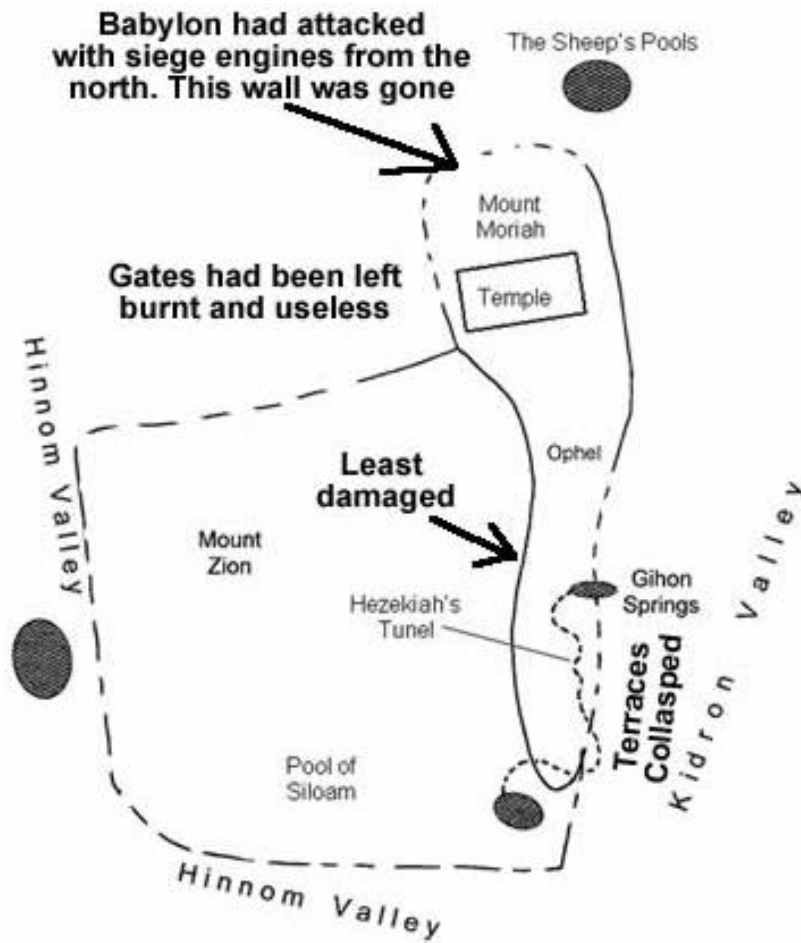 Babylon had attacked
with siege engines from the
north. This wall was gone
The Sheep's Pools
Mount
Moriah
Gates had been left
burnt and useless
Temple
Hinnom Valley
Ophel
Least
damaged
Mount
Zion
Gihon
Springs
Hezekiah's
Tunel
Terraces
Collasped
Kidron Valley
Pool of
Siloam
Hinnom Valley